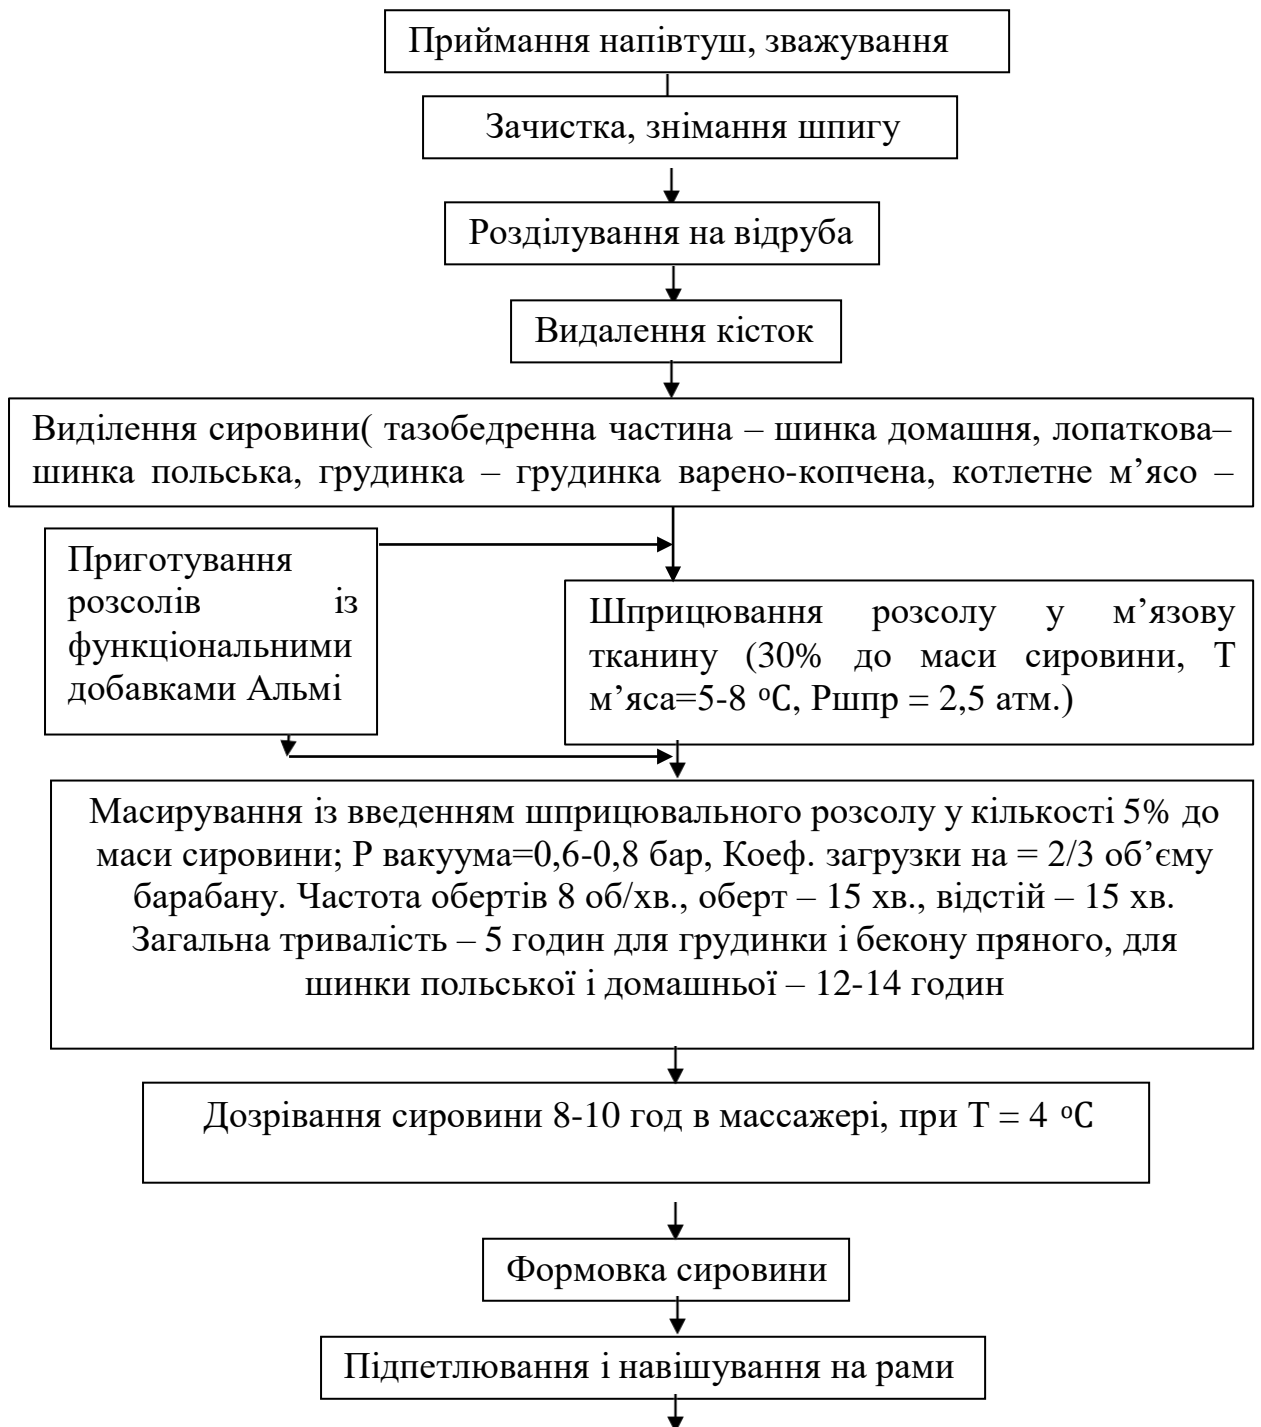 Приймання напівтуш, зважування
Зачистка, знімання шпигу
Розділування на відруба
Видалення кісток
Виділення сировини( тазобедренна частина – шинка домашня, лопаткова–
шинка польська, грудинка – грудинка варено-копчена, котлетне м’ясо –
Приготування
розсолів із
функціональними
добавками Альмі
Шприцювання розсолу у м’язову
тканину (30% до маси сировини, Т
м’яса=5-8 ºС, Ршпр = 2,5 атм.)
Масирування із введенням шприцювального розсолу у кількості 5% до
маси сировини; Р вакуума=0,6-0,8 бар, Коеф. загрузки на = 2/3 об’єму
барабану. Частота обертів 8 об/хв., оберт – 15 хв., відстій – 15 хв.
Загальна тривалість – 5 годин для грудинки і бекону пряного, для
шинки польської і домашньої – 12-14 годин
Дозрівання сировини 8-10 год в массажері, при Т = 4 ºС
Формовка сировини
Підпетлювання і навішування на рами